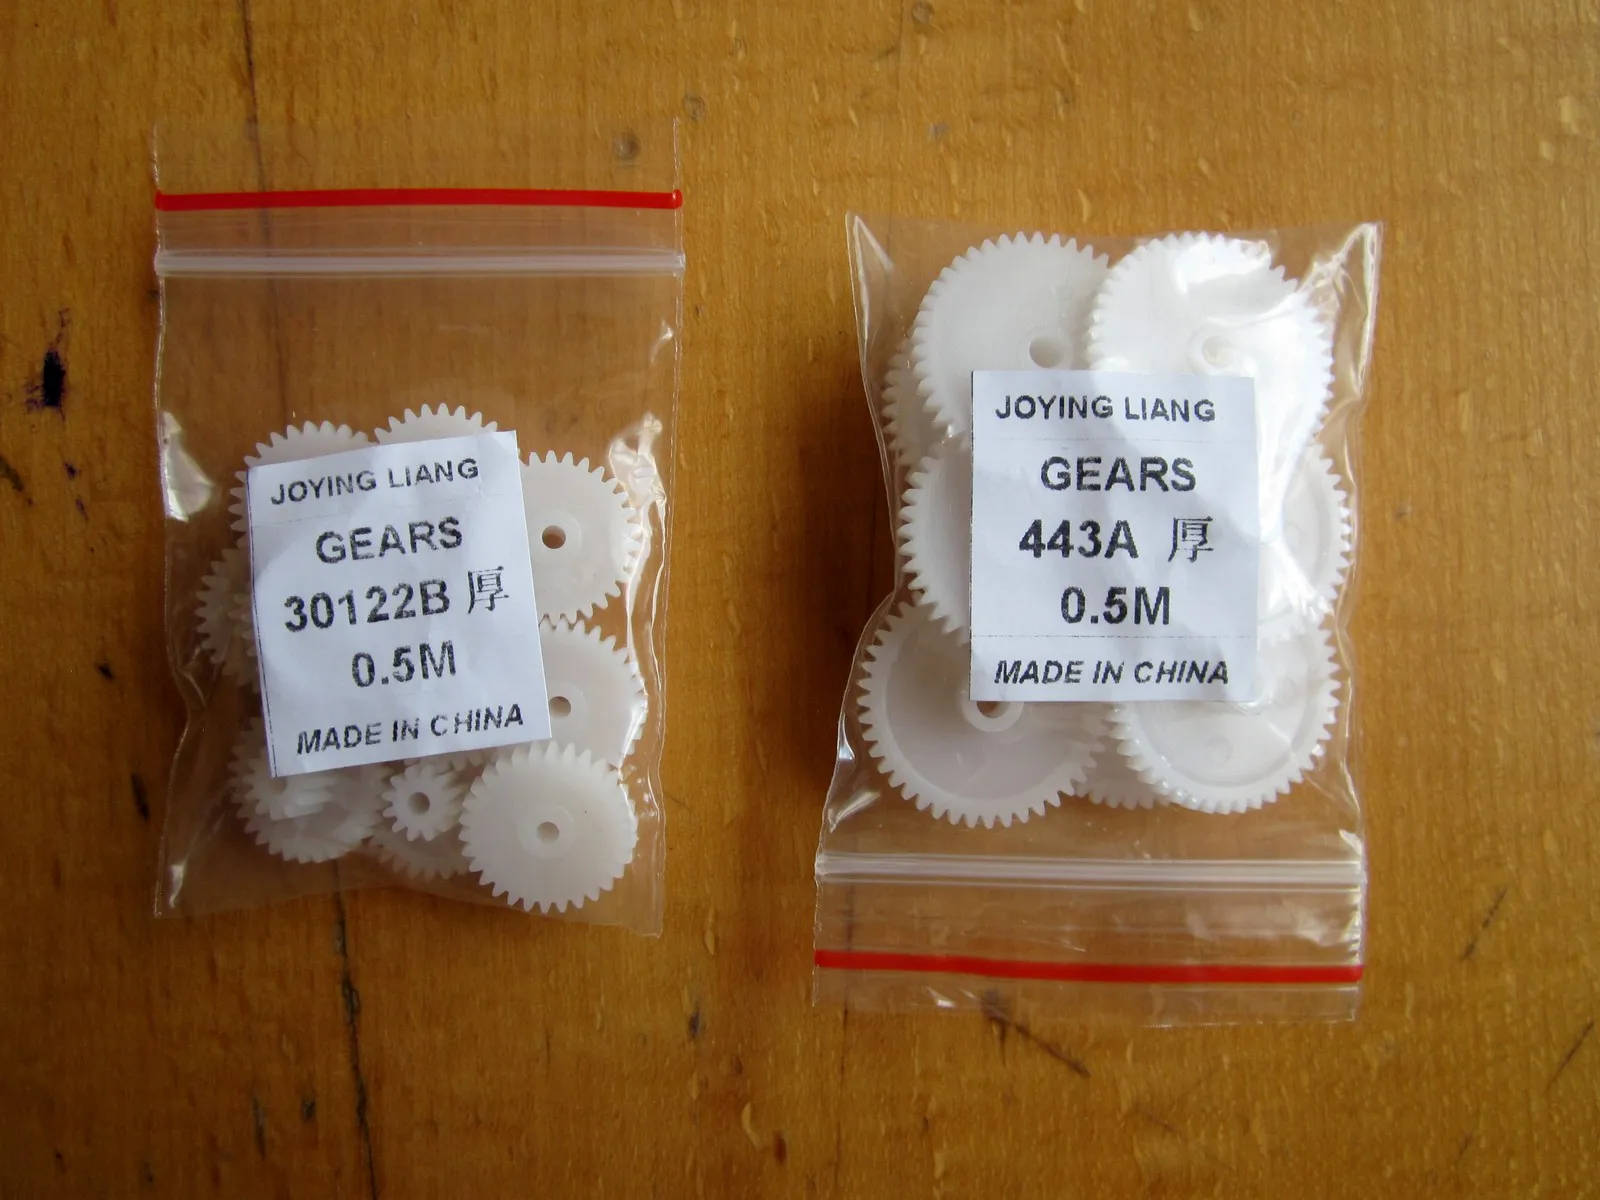 JOYING LIANG
GEARS
30122B 厚
0.5M
MADE IN CHINA
JOYING LIANG
GEARS
443A 厚
0.5M
MADE IN CHINA